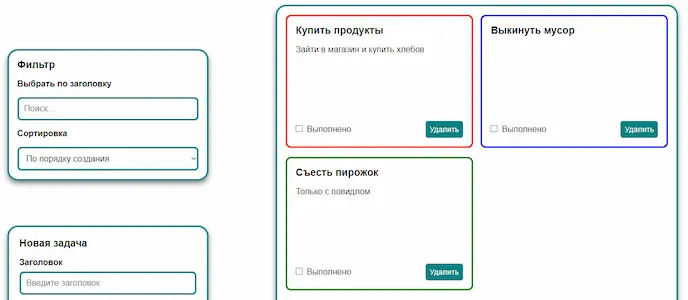 Фильтр
Выбрать по заголовку
Поиск...
Сортировка
По порядку создания
Новая задача
Заголовок
Введите заголовок
Купить продукты
Зайти в магазин и купить хлебов
Выполнено
Удалить
Выкинуть мусор
Выполнено
Удалить
Съесть пирожок
Только с повидлом
Выполнено
Удалить